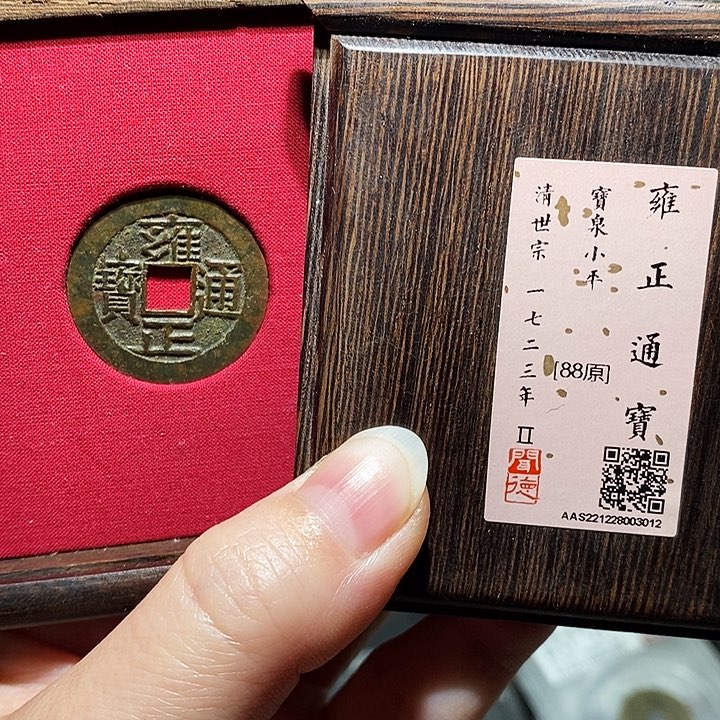 雍正通寶
雍正通寶
寶泉小平
[88原]
清世宗 一七二三年 II
聞德
AAS221228003012